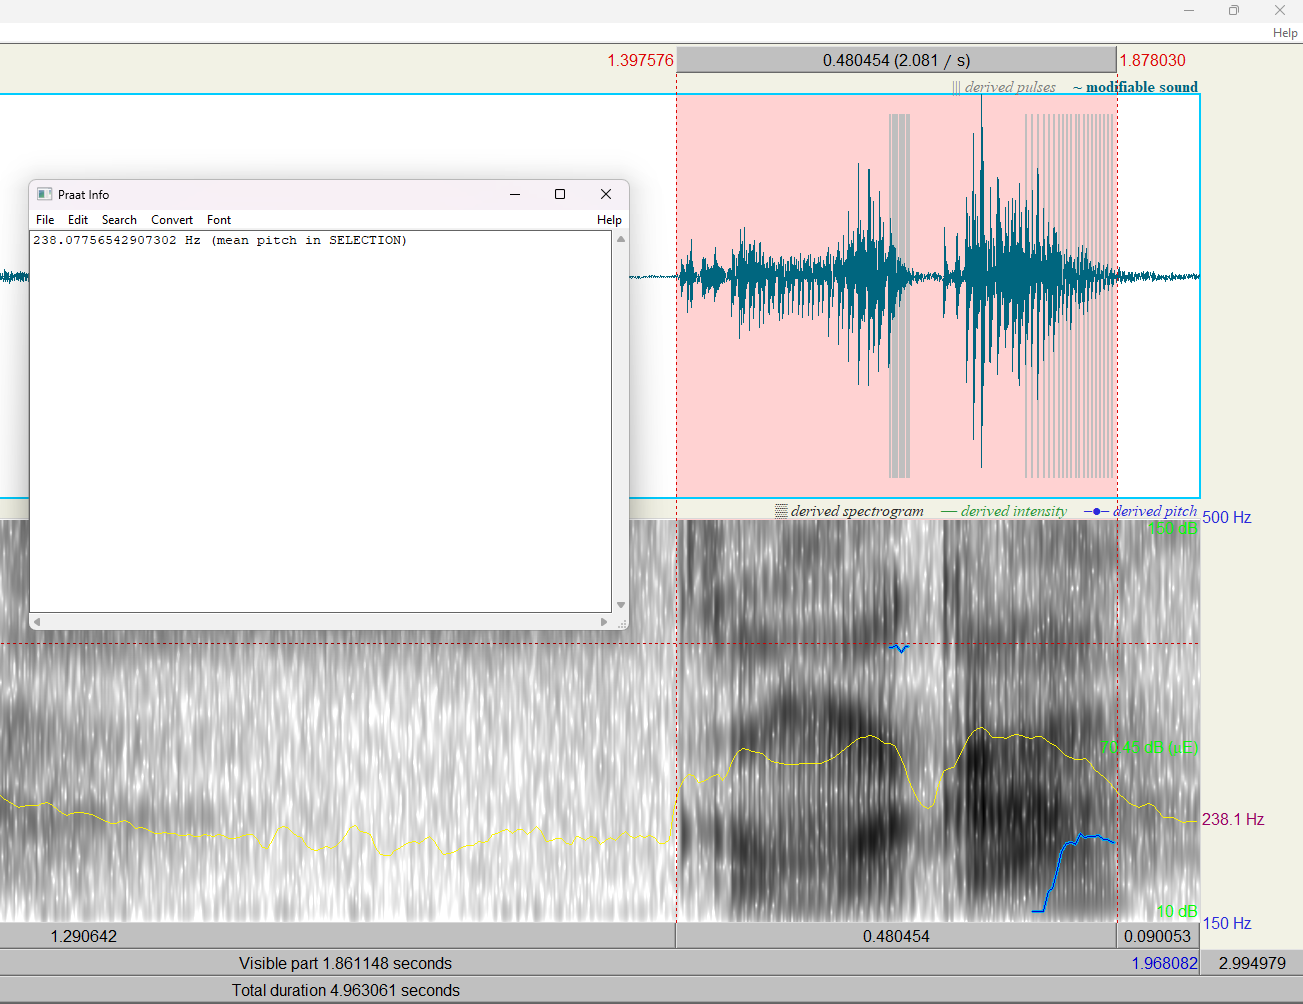 Help
1.397576 0.480454 (2.081 / s) 1.878030
derived pulses ~ modifiable sound
Praat Info
File Edit Search Convert Font Help
238.07756542907302 Hz (mean pitch in SELECTION)
derived spectrogram derived intensity derived pitch
500 Hz
150 dB
70.45 dB (µE)
238.1 Hz
10 dB
150 Hz
1.290642 0.480454 0.090053
Visible part 1.861148 seconds 1.968082 2.994979
Total duration 4.963061 seconds